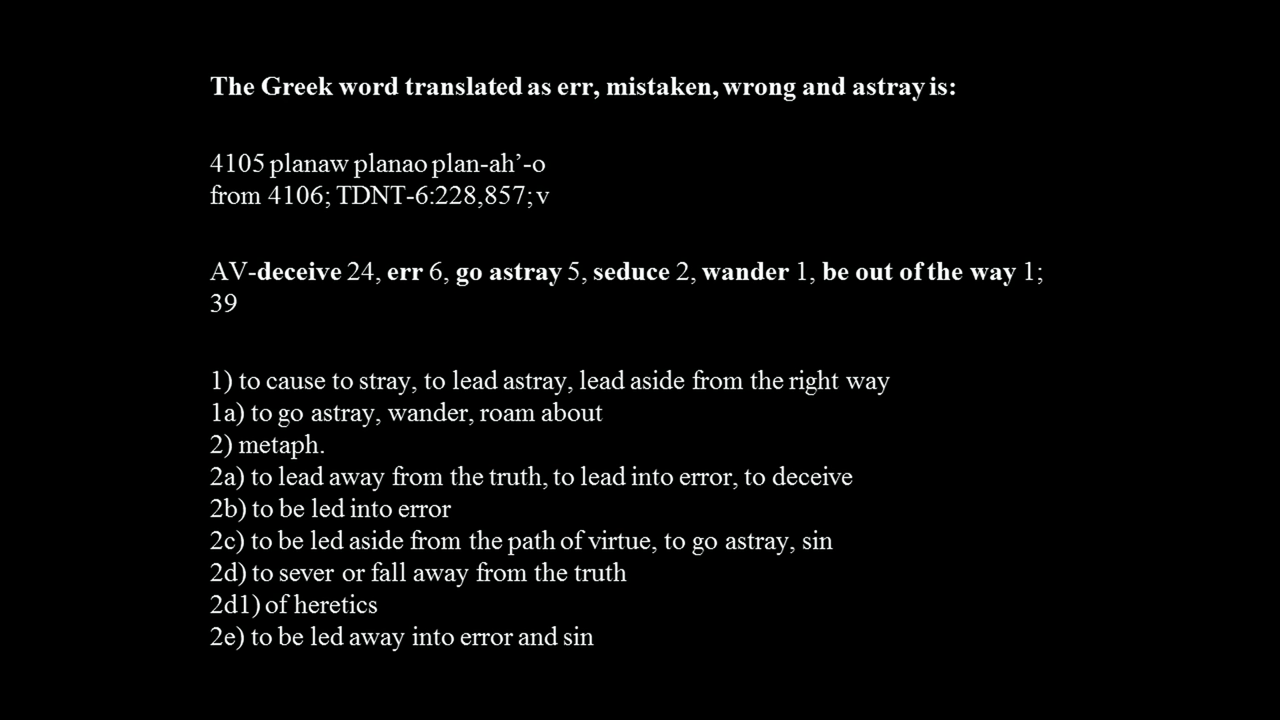 The Greek word translated as err, mistaken, wrong and astray is:
4105 planaw planao plan-ah’-o
from 4106; TDNT-6:228,857; v
AV-deceive 24, err 6, go astray 5, seduce 2, wander 1, be out of the way 1;
39
1) to cause to stray, to lead astray, lead aside from the right way
1a) to go astray, wander, roam about
2) metaph.
2a) to lead away from the truth, to lead into error, to deceive
2b) to be led into error
2c) to be led aside from the path of virtue, to go astray, sin
2d) to sever or fall away from the truth
2d1) of heretics
2e) to be led away into error and sin